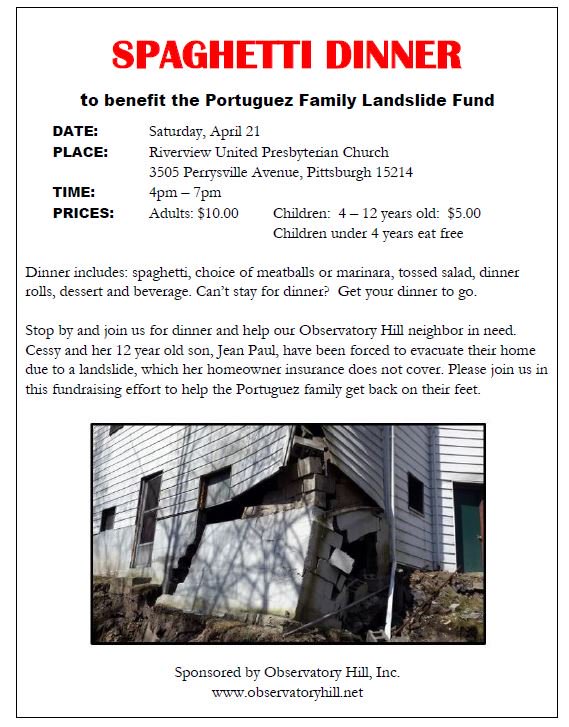 SPAGHETTI DINNER
to benefit the Portuguez Family Landslide Fund
DATE: Saturday, April 21
PLACE: Riverview United Presbyterian Church
3505 Perrysville Avenue, Pittsburgh 15214
TIME: 4pm – 7pm
PRICES: Adults: $10.00 Children: 4 – 12 years old: $5.00
Children under 4 years eat free
Dinner includes: spaghetti, choice of meatballs or marinara, tossed salad, dinner
rolls, dessert and beverage. Can’t stay for dinner? Get your dinner to go.
Stop by and join us for dinner and help our Observatory Hill neighbor in need.
Cessy and her 12 year old son, Jean Paul, have been forced to evacuate their home
due to a landslide, which her homeowner insurance does not cover. Please join us in
this fundraising effort to help the Portuguez family get back on their feet.
Sponsored by Observatory Hill, Inc.
www.observatoryhill.net